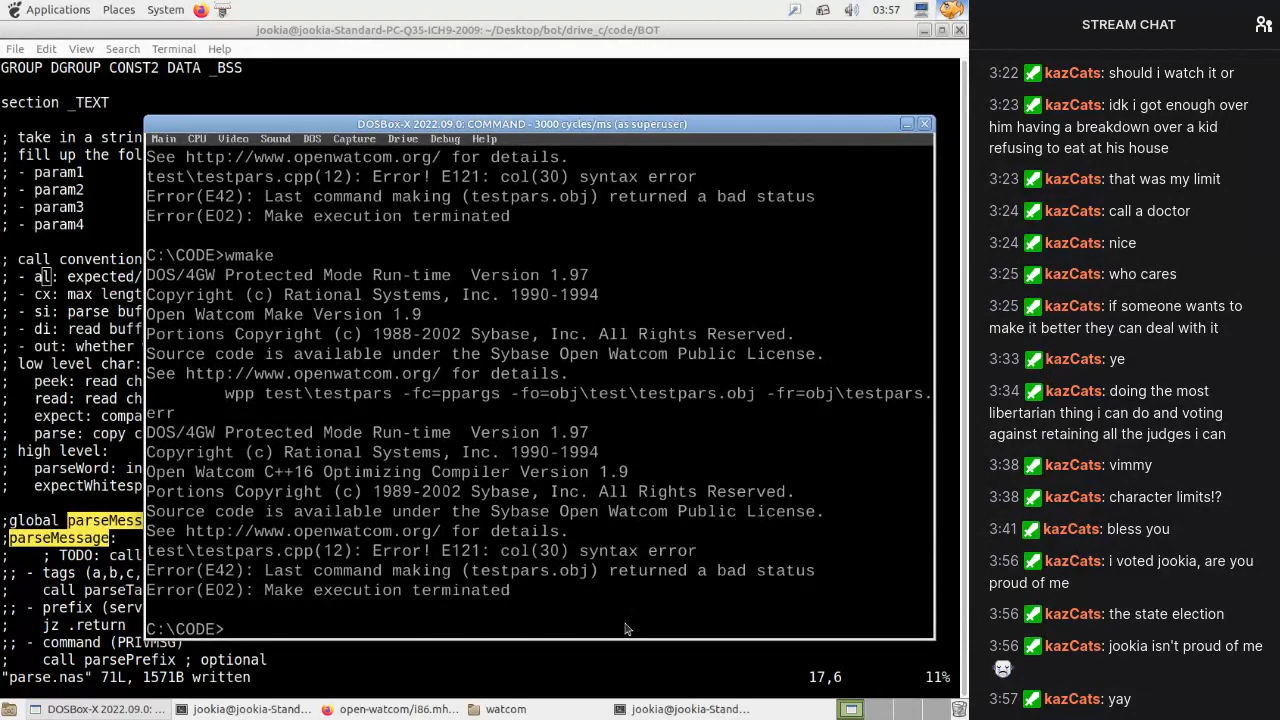 Applications Places System 03:57
jookia@jookia-Standard-PC-Q35-ICH9-2009: ~/Desktop/bot/drive_c/code/BOT
File Edit View Search Terminal Help
GROUP DGROUP CONST2 DATA _BSS
section _TEXT
; take in a strin
; fill up the fol
; - param1
; - param2
; - param3
; - param4
; call convention
; - al: expected/
; - cx: max lengt
; - si: parse buf
; - di: read buff
; - out: whether
; low level char:
;   peek: read ch
;   read: read ch
;   expect: compa
;   parse: copy c
; high level:
;   parseWord: in
;   expectWhitesp
;global parseMess
;parseMessage:
;    ; TODO: call
;; - tags (a,b,c,
;    call parseTa
;; - prefix (serv
;    jz .return
;; - command (PRIVMSG)
;    call parsePrefix ; optional
"parse.nas" 71L, 1571B written 17,6 11%
DOSBox-X 2022.09.0: COMMAND - 3000 cycles/ms (as superuser)
Main CPU Video Sound DOS Capture Drive Debug Help
See http://www.openwatcom.org/ for details.
test\testpars.cpp(12): Error! E121: col(30) syntax error
Error(E42): Last command making (testpars.obj) returned a bad status
Error(E02): Make execution terminated
C:\CODE>wmake
DOS/4GW Protected Mode Run-time  Version 1.97
Copyright (c) Rational Systems, Inc. 1990-1994
Open Watcom Make Version 1.9
Portions Copyright (c) 1988-2002 Sybase, Inc. All Rights Reserved.
Source code is available under the Sybase Open Watcom Public License.
See http://www.openwatcom.org/ for details.
wpp test\testpars -fc=ppargs -fo=obj\test\testpars.obj -fr=obj\testpars.
err
DOS/4GW Protected Mode Run-time  Version 1.97
Copyright (c) Rational Systems, Inc. 1990-1994
Open Watcom C++16 Optimizing Compiler Version 1.9
Portions Copyright (c) 1989-2002 Sybase, Inc. All Rights Reserved.
Source code is available under the Sybase Open Watcom Public License.
See http://www.openwatcom.org/ for details.
test\testpars.cpp(12): Error! E121: col(30) syntax error
Error(E42): Last command making (testpars.obj) returned a bad status
Error(E02): Make execution terminated
C:\CODE>
DOSBox-X 2022.09.0: ... jookia@jookia-Stand... openwatcom/i86.mh... watcom jookia@jookia-Stand...
STREAM CHAT
3:22 kazCats: should i watch it or
3:23 kazCats: idk i got enough over
him having a breakdown over a kid
refusing to eat at his house
3:23 kazCats: that was my limit
3:24 kazCats: call a doctor
3:24 kazCats: nice
3:25 kazCats: who cares
3:25 kazCats: if someone wants to
make it better they can deal with it
3:33 kazCats: ye
3:34 kazCats: doing the most
libertarian thing i can do and voting
against retaining all the judges i can
3:38 kazCats: vimmy
3:38 kazCats: character limits!?
3:41 kazCats: bless you
3:56 kazCats: i voted jookia, are you
proud of me
3:56 kazCats: the state election
3:56 kazCats: jookia isn't proud of me
3:57 kazCats: yay